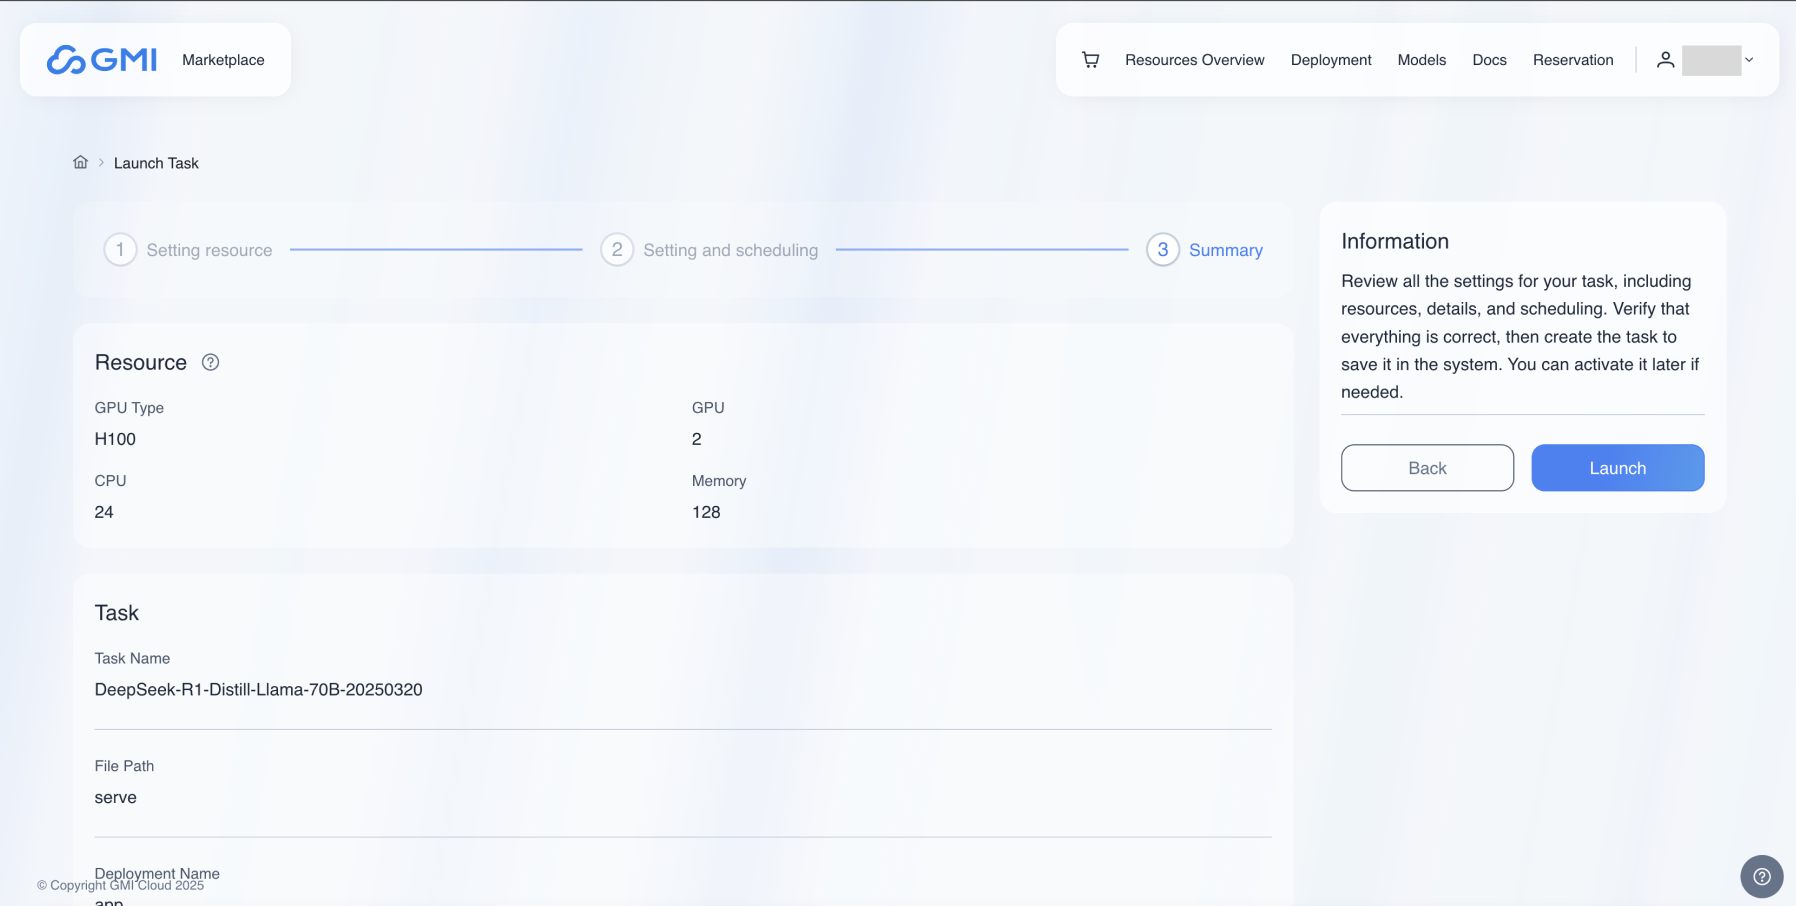 GMI
Marketplace
Resources Overview
Deployment
Models
Docs
Reservation
Launch Task
1 Setting resource
2 Setting and scheduling
3 Summary
Resource
GPU Type
H100
GPU
2
CPU
24
Memory
128
Task
Task Name
DeepSeek-R1-Distill-Llama-70B-20250320
File Path
serve
Deployment Name
app
Information
Review all the settings for your task, including
resources, details, and scheduling. Verify that
everything is correct, then create the task to
save it in the system. You can activate it later if
needed.
Back
Launch
© Copyright GMI Cloud 2025